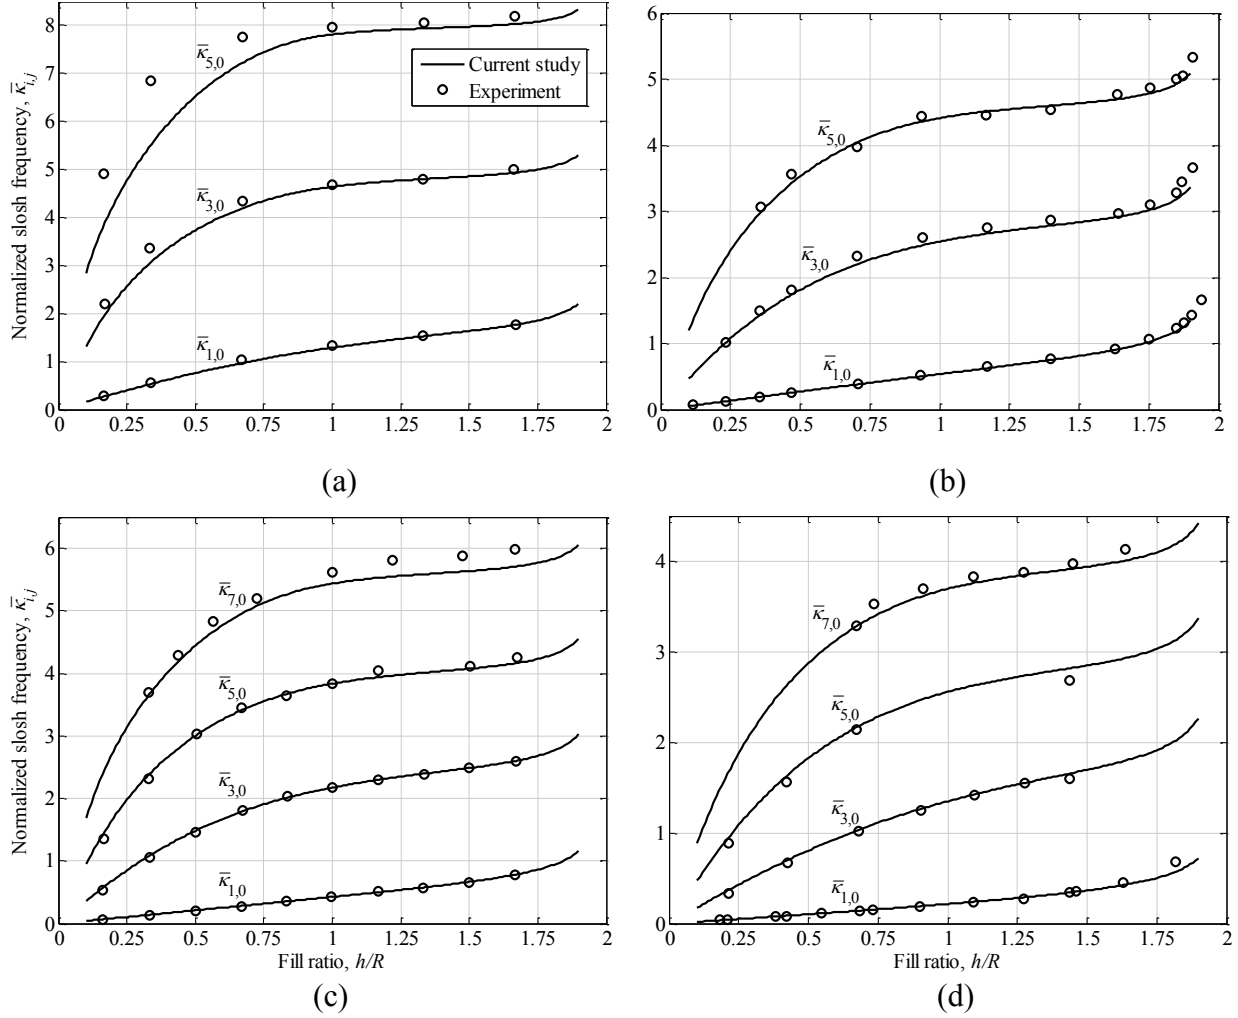 8
7
6
5
4
3
2
1
0
0 0.25 0.5 0.75 1 1.25 1.5 1.75 2
Normalized slosh frequency, κ̄i,j
κ̄5,0
κ̄3,0
κ̄1,0
Current study
Experiment
(a)
6
5
4
3
2
1
0
0 0.25 0.5 0.75 1 1.25 1.5 1.75 2
κ̄5,0
κ̄3,0
κ̄1,0
(b)
6
5
4
3
2
1
0
0 0.25 0.5 0.75 1 1.25 1.5 1.75 2
Normalized slosh frequency, κ̄i,j
κ̄7,0
κ̄5,0
κ̄3,0
κ̄1,0
Fill ratio, h/R
(c)
4
3
2
1
0
0 0.25 0.5 0.75 1 1.25 1.5 1.75 2
κ̄7,0
κ̄5,0
κ̄3,0
κ̄1,0
Fill ratio, h/R
(d)